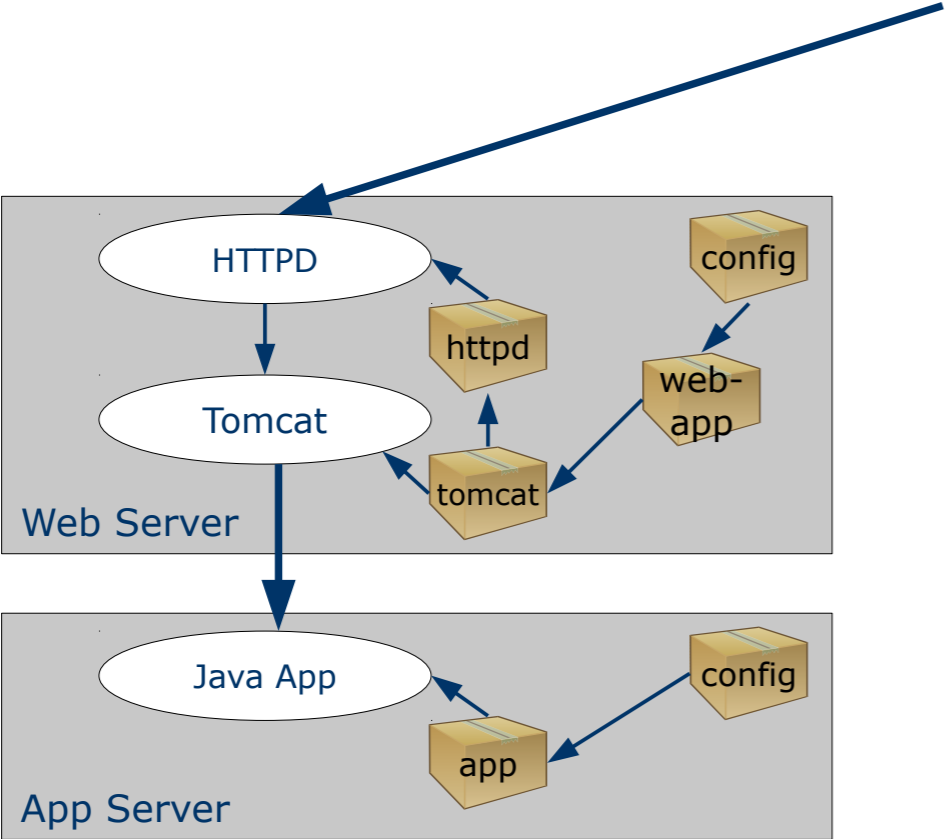 HTTPD
config
httpd
web-
app
Tomcat
tomcat
Web Server
Java App
config
app
App Server